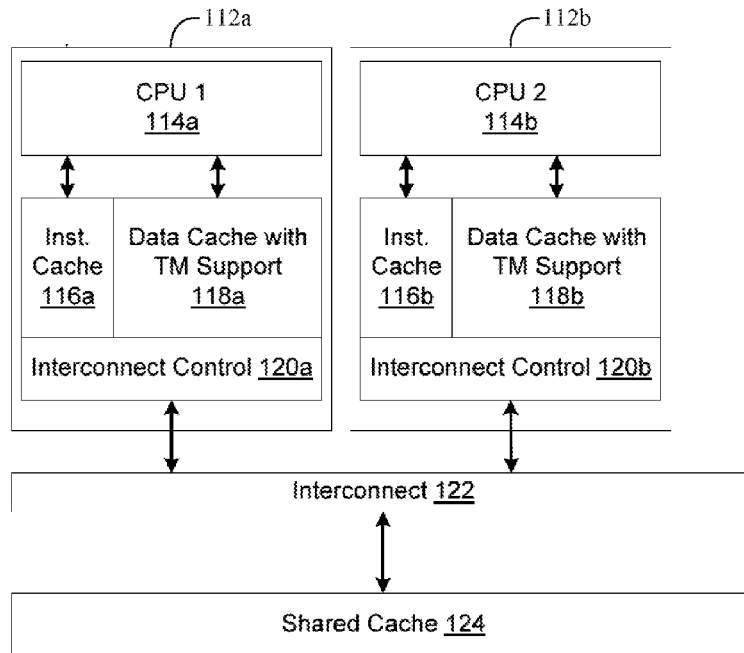 112a
112b
CPU 1
114a
CPU 2
114b
Inst.
Cache
116a
Data Cache with
TM Support
118a
Inst.
Cache
116b
Data Cache with
TM Support
118b
Interconnect Control 120a
Interconnect Control 120b
Interconnect 122
Shared Cache 124